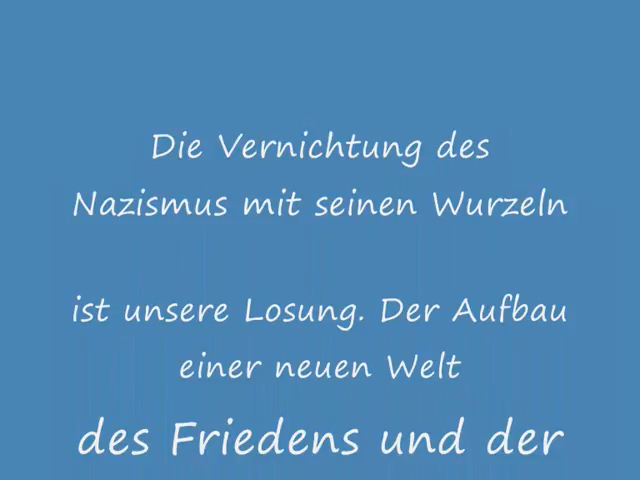 Die Vernichtung des
Nazismus mit seinen Wurzeln
ist unsere Losung. Der Aufbau
einer neuen Welt
des Friedens und der